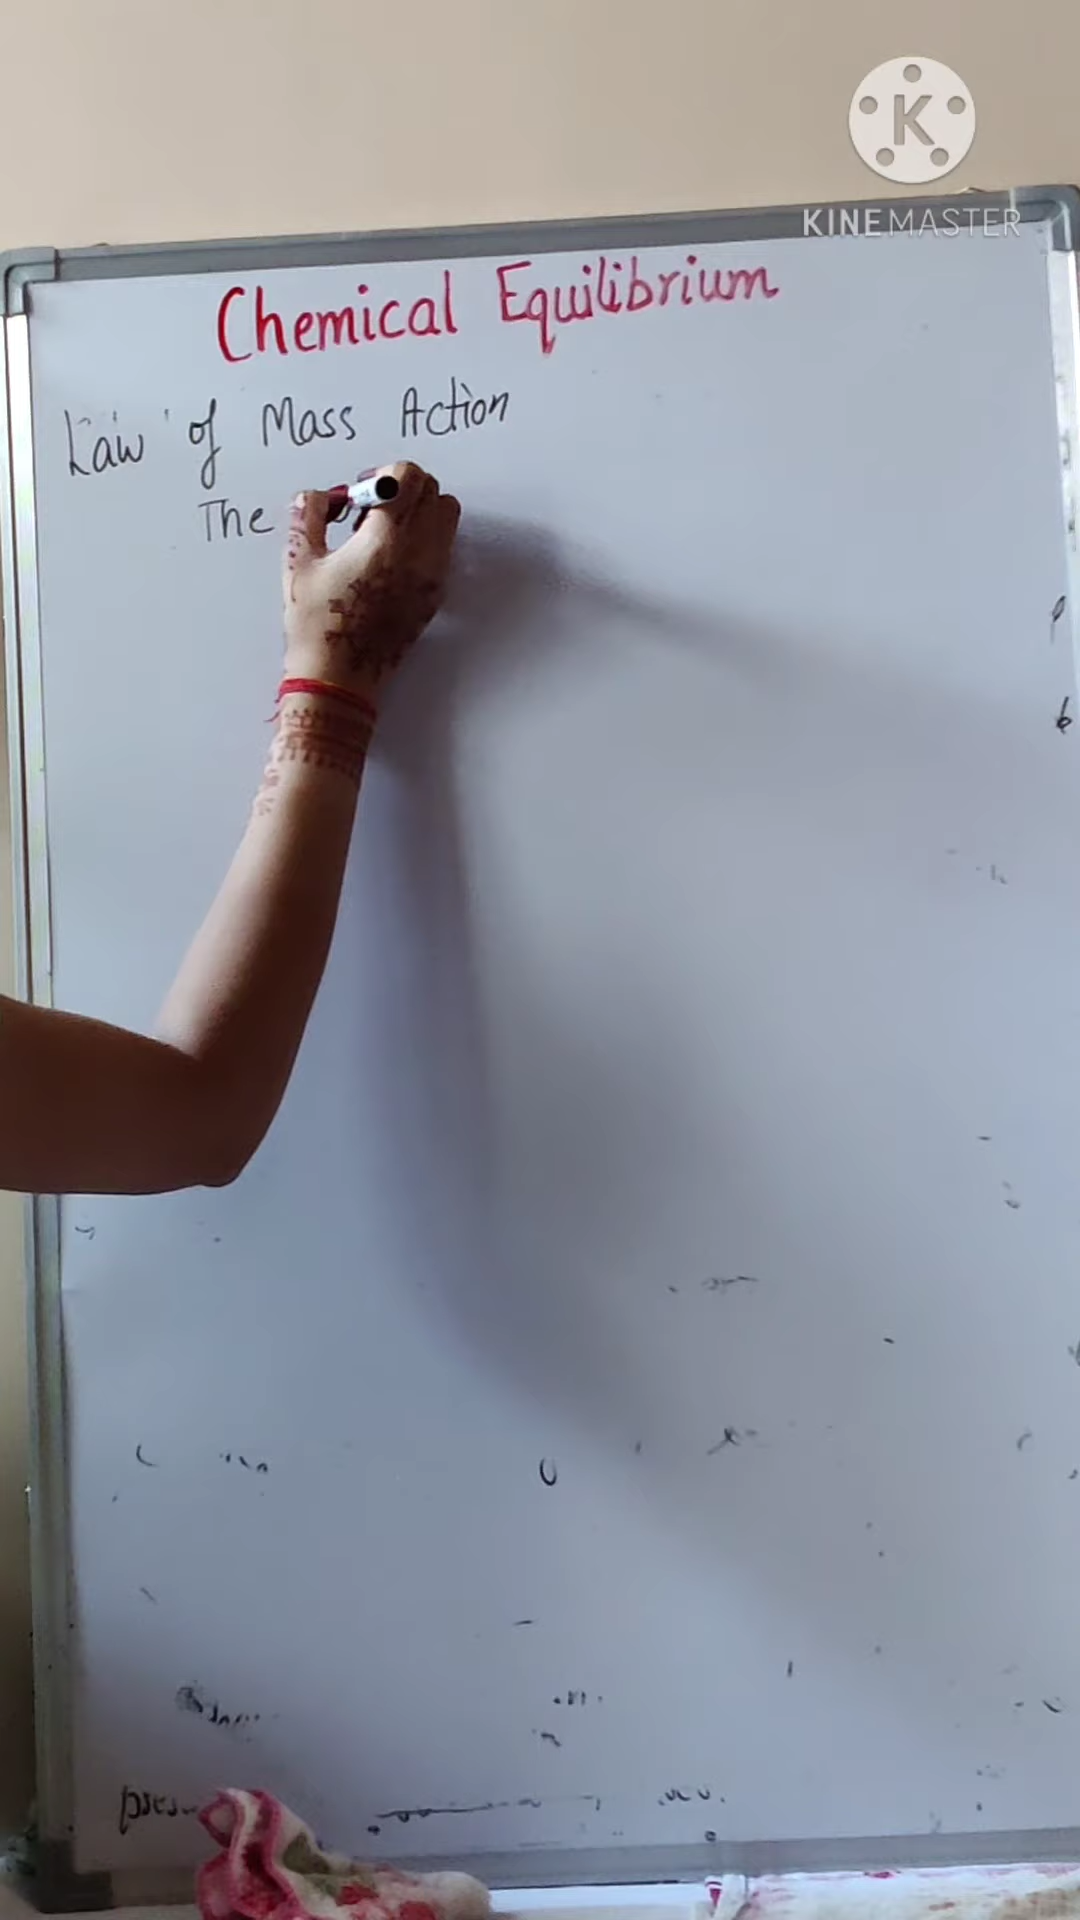 K
KINEMASTER
Chemical Equilibrium
Law of Mass Action
The